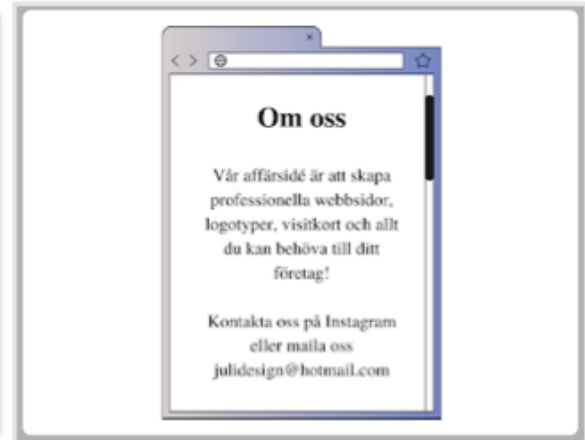 Om oss
Vår affärsidé är att skapa
professionella webbsidor,
logotyper, visitkort och allt
du kan behöva till ditt
företag!
Kontakta oss på Instagram
eller maila oss
julidesign@hotmail.com